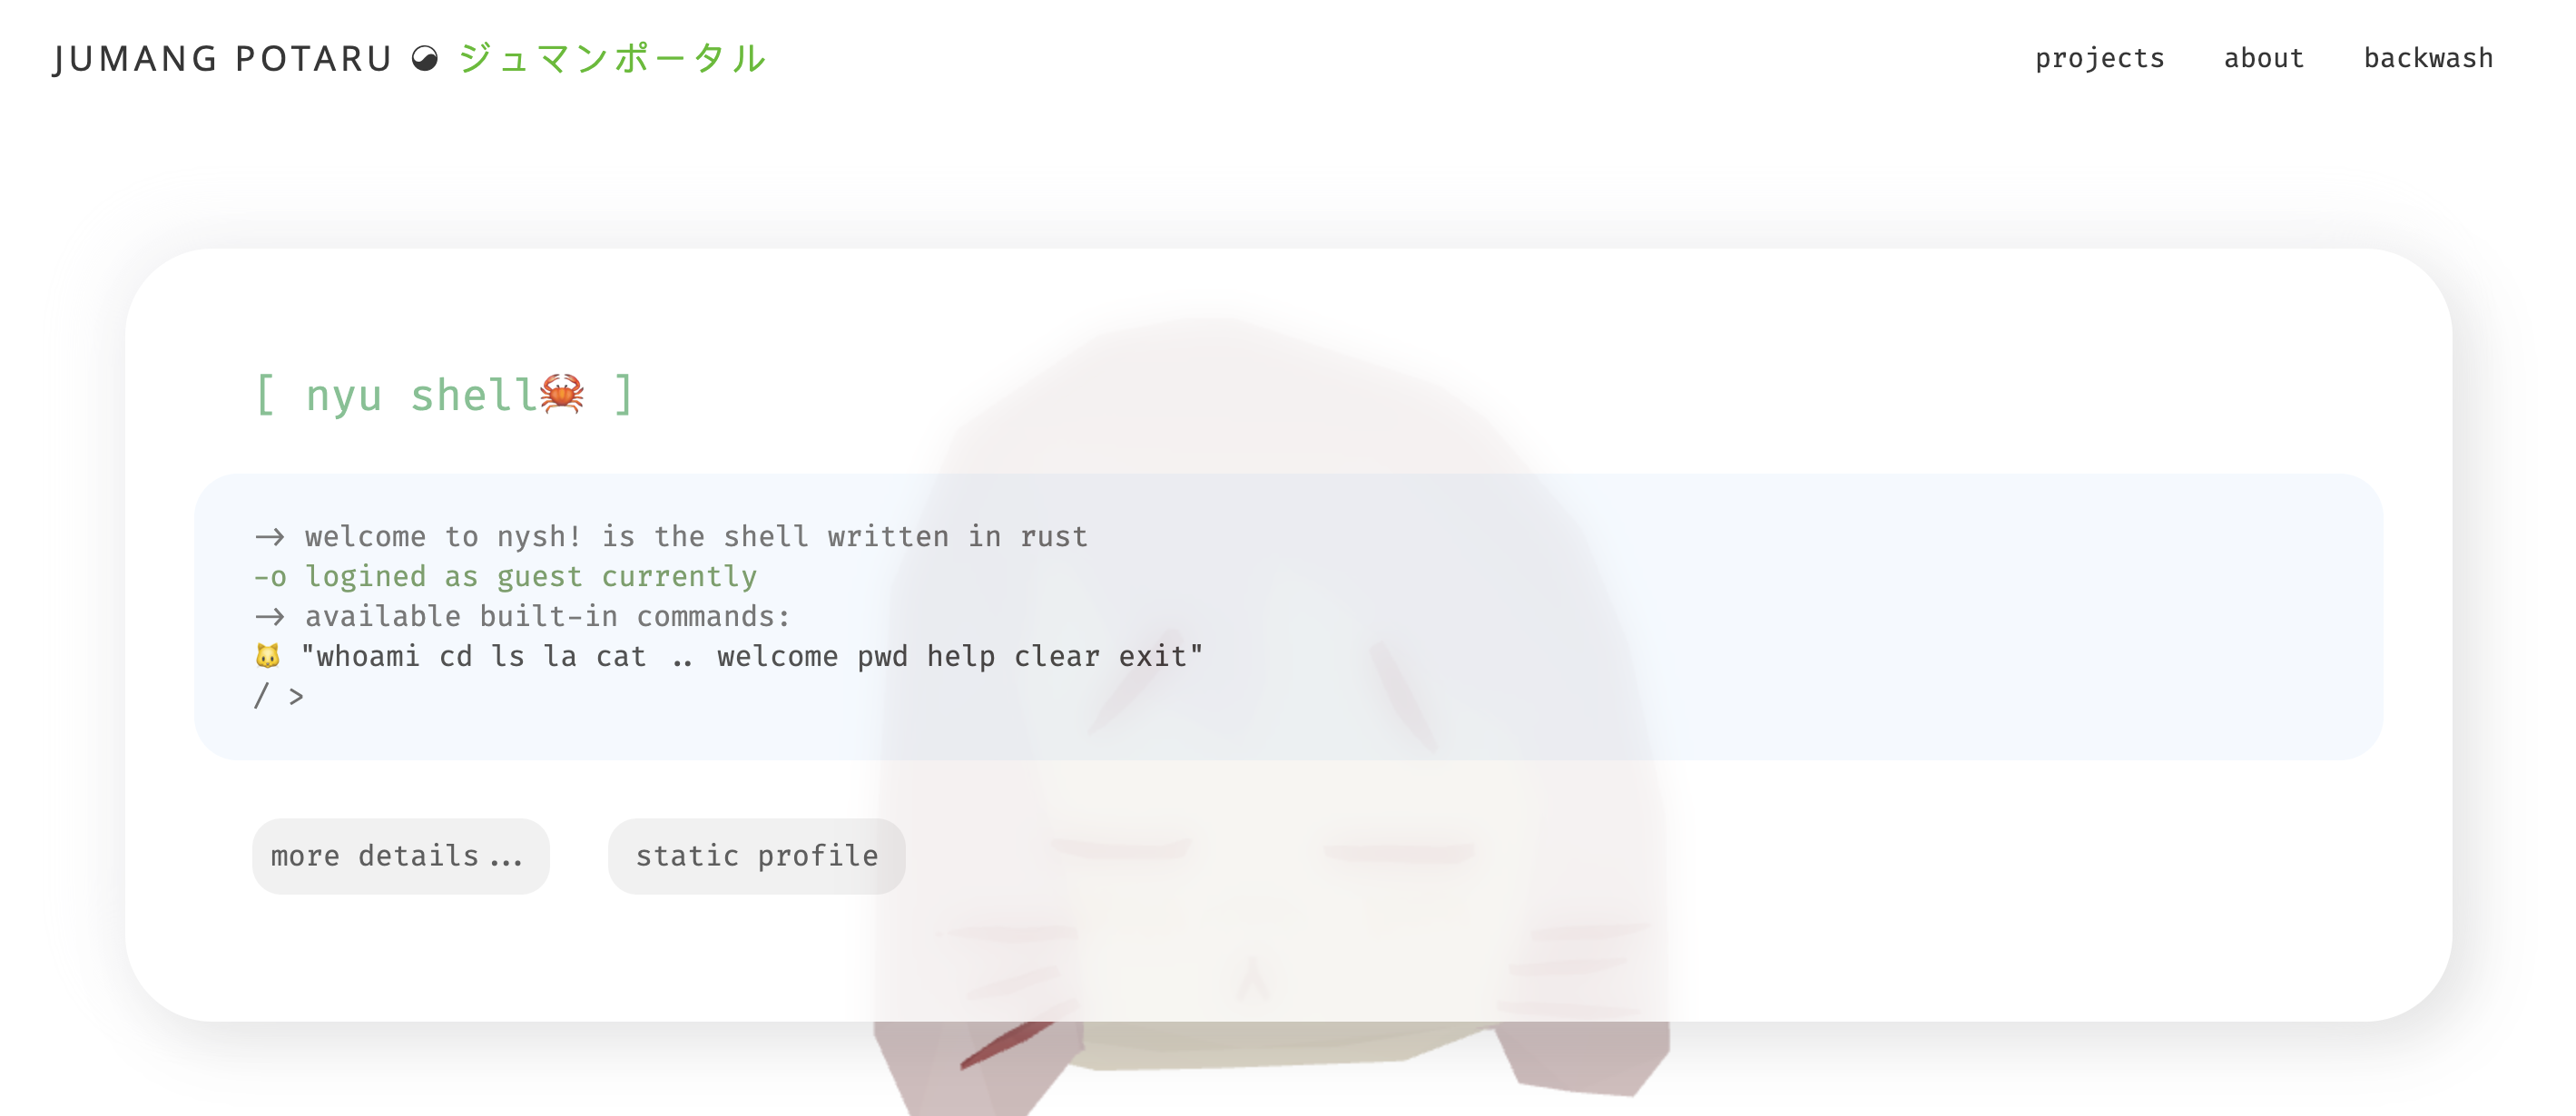 JUMANG POTARU ☯ ジュマンポータル
projects about backwash
[ nyu shell🦀 ]
–> welcome to nysh! is the shell written in rust
-o logined as guest currently
–> available built-in commands:
🐱 "whoami cd ls la cat .. welcome pwd help clear exit"
/ >
more details... static profile